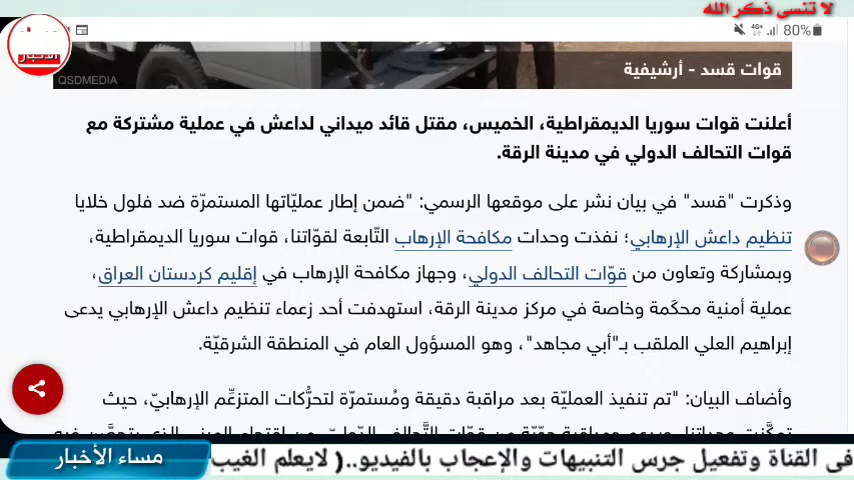 لا تنسى ذكر الله
80%
4G+
الأخبار
QSDMEDIA
قوات قسد - أرشيفية
أعلنت قوات سوريا الديمقراطية، الخميس، مقتل قائد ميداني لداعش في عملية مشتركة مع
قوات التحالف الدولي في مدينة الرقة.
وذكرت "قسد" في بيان نشر على موقعها الرسمي: "ضمن إطار عمليّاتها المستمرّة ضد فلول خلايا
تنظيم داعش الإرهابي؛ نفذت وحدات مكافحة الإرهاب التّابعة لقوّاتنا، قوات سوريا الديمقراطية،
وبمشاركة وتعاون من قوّات التحالف الدولي، وجهاز مكافحة الإرهاب في إقليم كردستان العراق،
عملية أمنية محكَمة وخاصة في مركز مدينة الرقة، استهدفت أحد زعماء تنظيم داعش الإرهابي يدعى
إبراهيم العلي الملقب بـ"أبي مجاهد"، وهو المسؤول العام في المنطقة الشرقيّة.
وأضاف البيان: "تم تنفيذ العمليّة بعد مراقبة دقيقة ومُستمرّة لتحرُّكات المتزعِّم الإرهابيّ، حيث
في القناة وتفعيل جرس التنبيهات والإعجاب بالفيديو..( لايعلم الغيب
مساء الأخبار